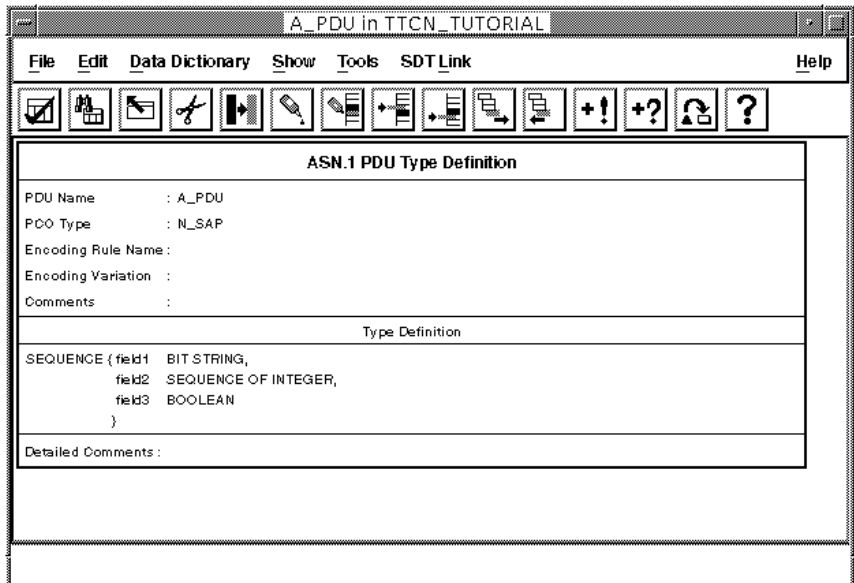 A_PDU in TTCN_TUTORIAL
File Edit Data Dictionary Show Tools SDT Link Help
+! +? ?
ASN.1 PDU Type Definition
PDU Name : A_PDU
PCO Type : N_SAP
Encoding Rule Name :
Encoding Variation :
Comments :
Type Definition
SEQUENCE { field1 BIT STRING,
field2 SEQUENCE OF INTEGER,
field3 BOOLEAN
}
Detailed Comments :